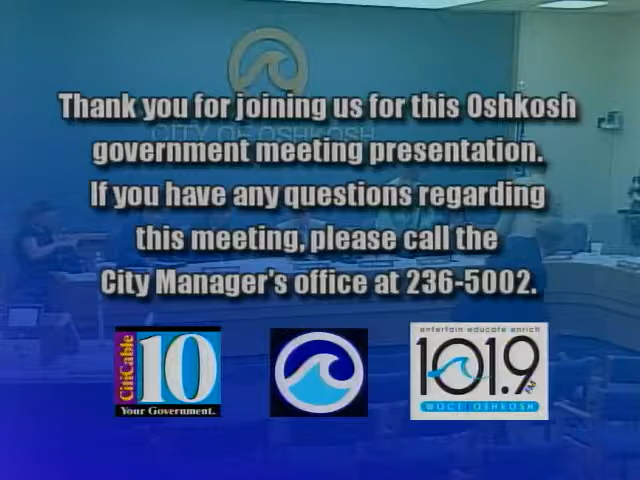 Thank you for joining us for this Oshkosh
CITY OF OSHKOSH
government meeting presentation.
If you have any questions regarding
this meeting, please call the
City Manager's office at 236-5002.
CitiCable
10
Your Government.
entertain educate enrich
101.9
FM
WOCT OSHKOSH